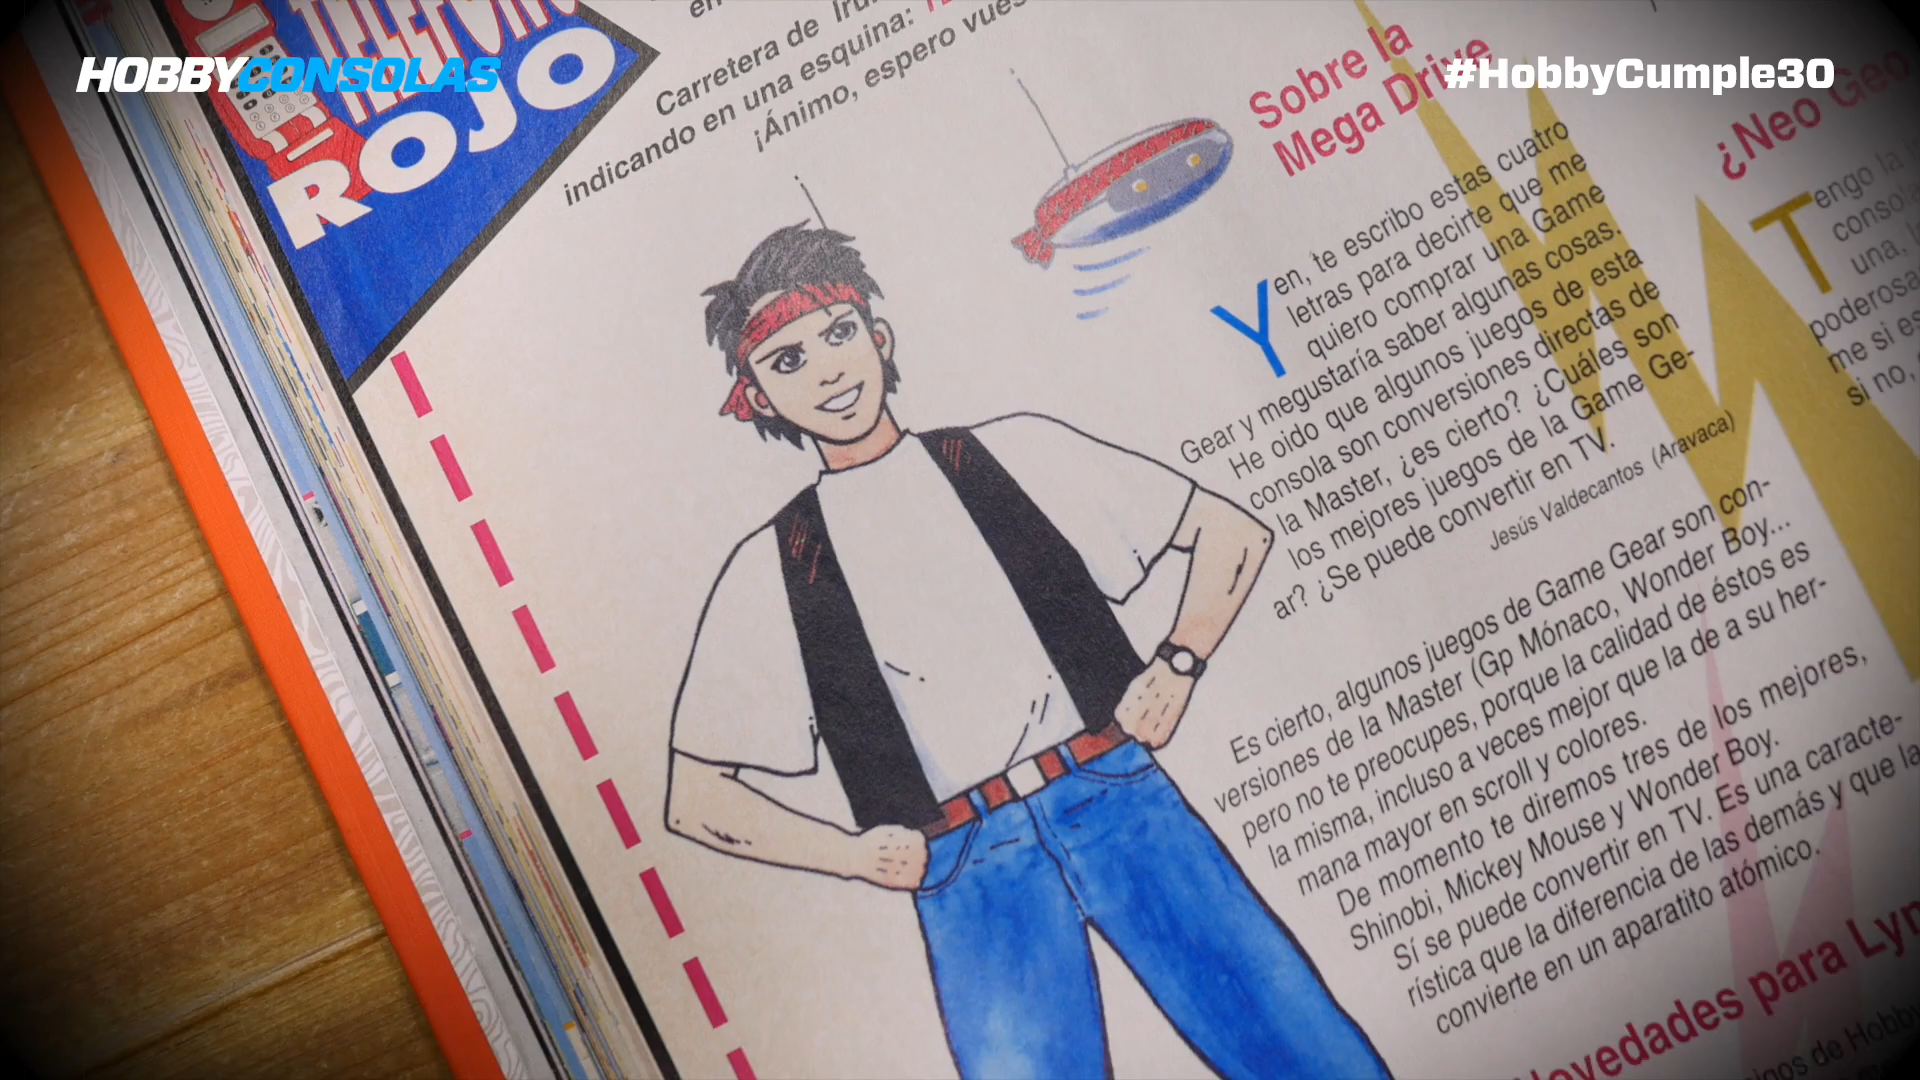 HOBBYCONSOLAS
#HobbyCumple30
TELÉFONO
ROJO
en
Carretera de Irún
indicando en una esquina:
¡Ánimo, espero
Sobre la
Mega Drive
Yen, te escribo estas cuatro
letras para decirte que me
quiero comprar una Game
Gear y megustaría saber algunas cosas.
He oido que algunos juegos de esta
consola son conversiones directas de
la Master, ¿es cierto? ¿Cuáles son
los mejores juegos de la Game Ge-
ar? ¿Se puede convertir en TV.
Jesús Valdecantos (Aravaca)
Es cierto, algunos juegos de Game Gear son con-
versiones de la Master (Gp Mónaco, Wonder Boy...
pero no te preocupes, porque la calidad de éstos es
la misma, incluso a veces mejor que la de a su her-
mana mayor en scroll y colores.
De momento te diremos tres de los mejores,
Shinobi, Mickey Mouse y Wonder Boy.
Sí se puede convertir en TV. Es una caracte-
rística que la diferencia de las demás y que la
convierte en un aparatito atómico.
Novedades para
de
¿Neo Geo
Tengo la
una,
poderosa
me si es
si no,